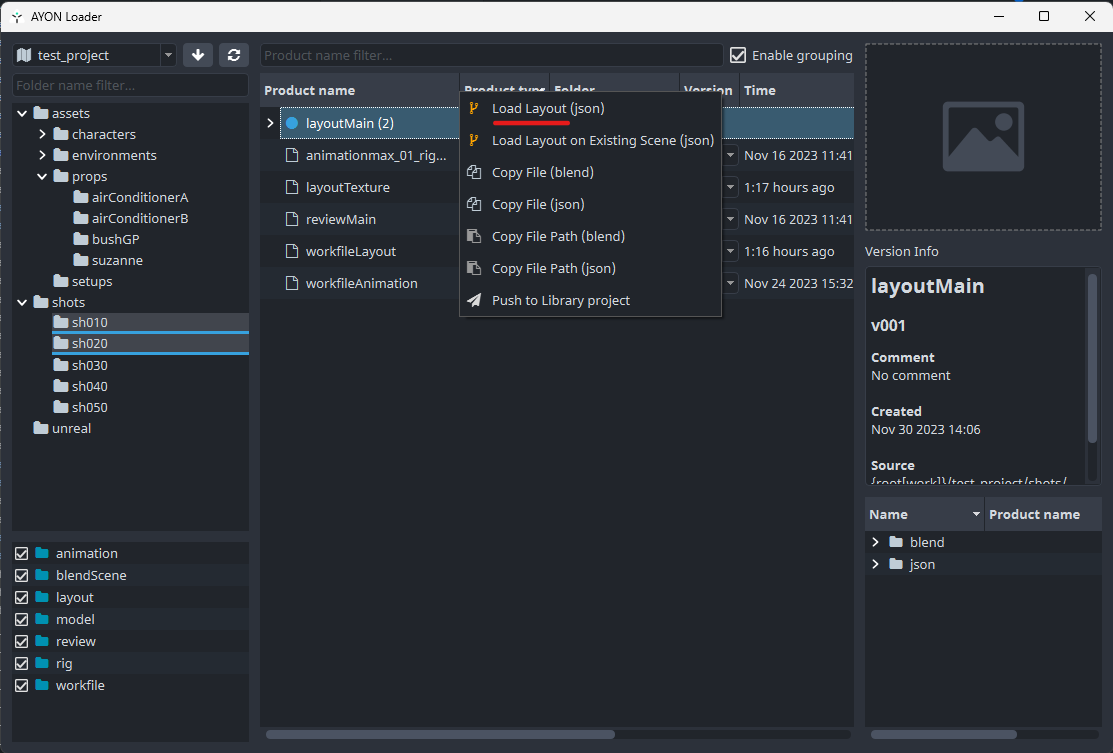 AYON Loader
test_project
Product name filter...
Enable grouping
Folder name filter...
assets
characters
environments
props
airConditionerA
airConditionerB
bushGP
suzanne
setups
shots
sh010
sh020
sh030
sh040
sh050
unreal
animation
blendScene
layout
model
review
rig
workfile
Product name Product type Folder Version Time
layoutMain (2)
animationmax_01_rig... Nov 16 2023 11:41
layoutTexture 1:17 hours ago
reviewMain Nov 16 2023 11:41
workfileLayout 1:16 hours ago
workfileAnimation Nov 24 2023 15:32
Load Layout (json)
Load Layout on Existing Scene (json)
Copy File (blend)
Copy File (json)
Copy File Path (blend)
Copy File Path (json)
Push to Library project
Version Info
layoutMain
v001
Comment
No comment
Created
Nov 30 2023 14:06
Source
{root[work]}/test_project/shots/
Name Product name
blend
json